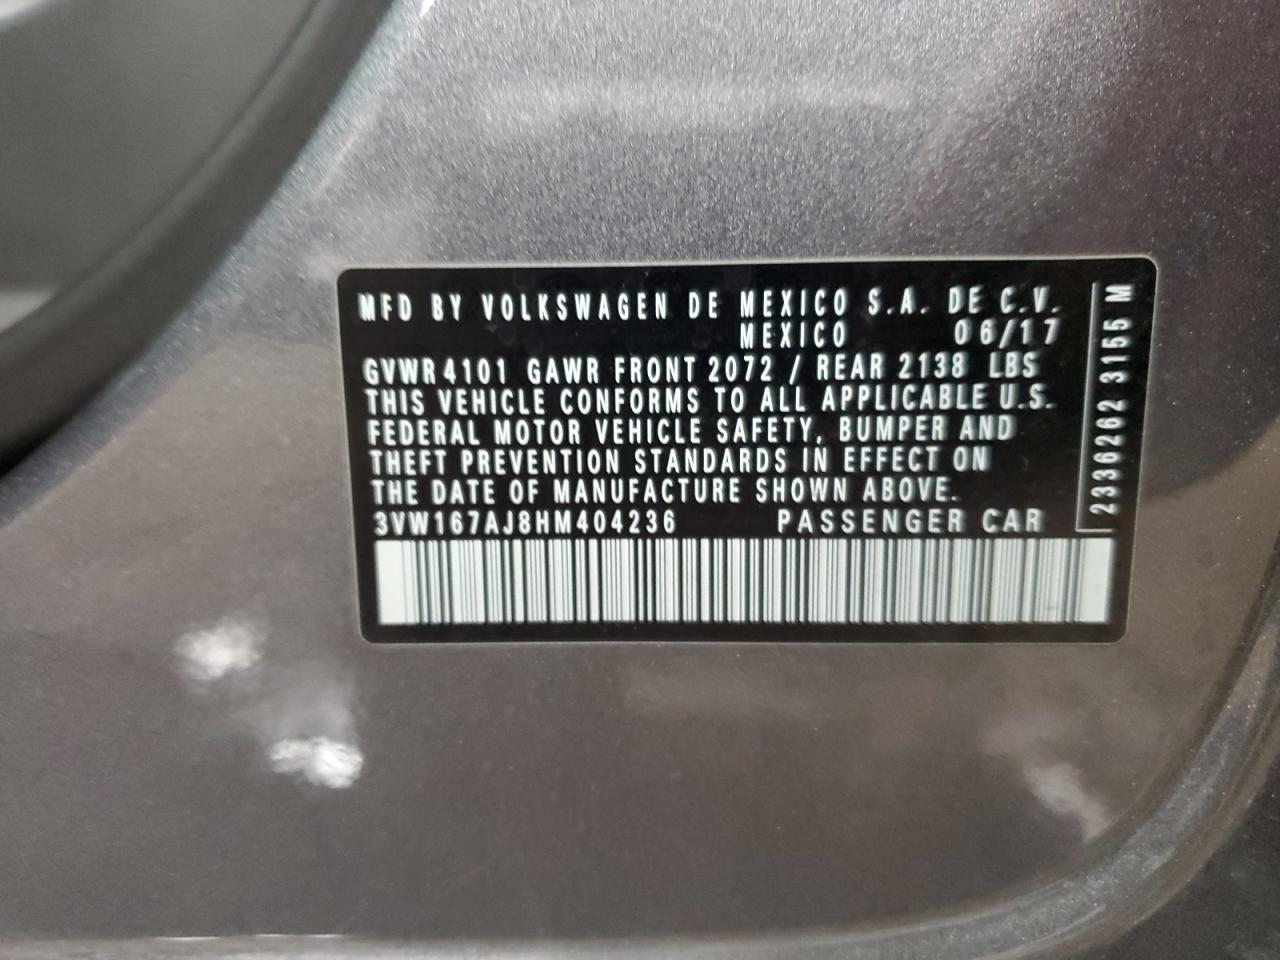 MFD BY VOLKSWAGEN DE MEXICO S.A. DE C.V.
MEXICO 06/17
GVWR 4101 GAWR FRONT 2072 / REAR 2138 LBS
THIS VEHICLE CONFORMS TO ALL APPLICABLE U.S.
FEDERAL MOTOR VEHICLE SAFETY, BUMPER AND
THEFT PREVENTION STANDARDS IN EFFECT ON
THE DATE OF MANUFACTURE SHOWN ABOVE.
3VW167AJ8HM404236 PASSENGER CAR
2336262 3155 M